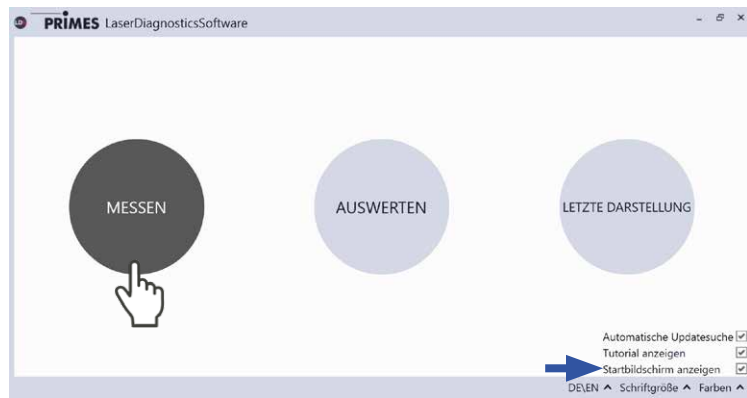 PRIMES LaserDiagnosticsSoftware
MESSEN
AUSWERTEN
LETZTE DARSTELLUNG
Automatische Updatesuche
Tutorial anzeigen
Startbildschirm anzeigen
DE\EN Schriftgröße Farben